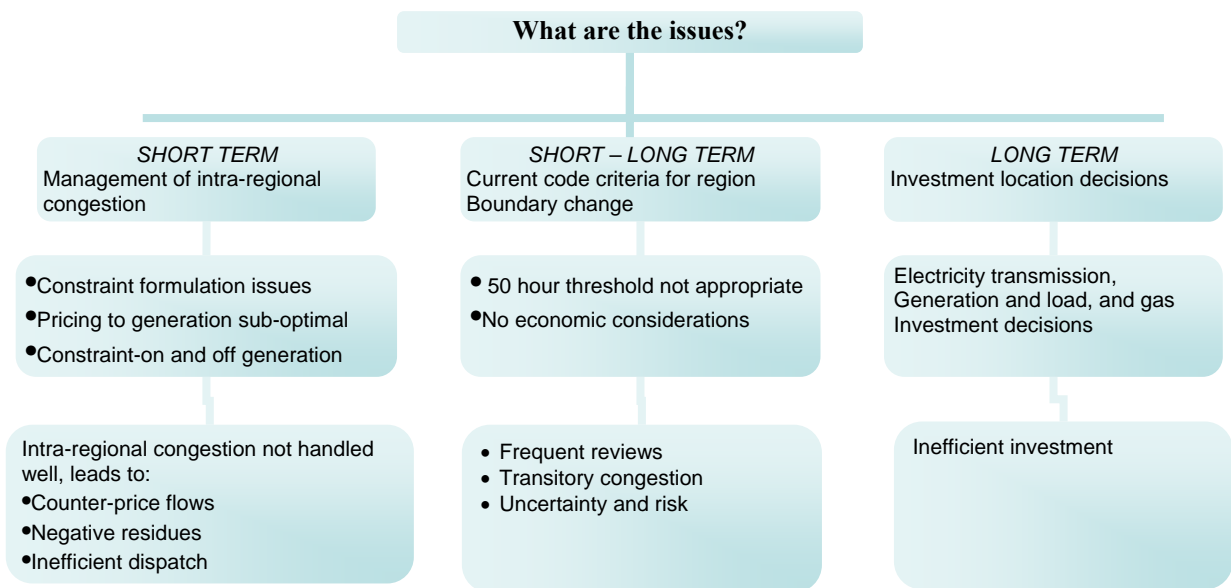 What are the issues?
SHORT TERM
Management of intra-regional
congestion
•Constraint formulation issues
•Pricing to generation sub-optimal
•Constraint-on and off generation
Intra-regional congestion not handled
well, leads to:
•Counter-price flows
•Negative residues
•Inefficient dispatch
SHORT – LONG TERM
Current code criteria for region
Boundary change
• 50 hour threshold not appropriate
•No economic considerations
• Frequent reviews
• Transitory congestion
• Uncertainty and risk
LONG TERM
Investment location decisions
Electricity transmission,
Generation and load, and gas
Investment decisions
Inefficient investment